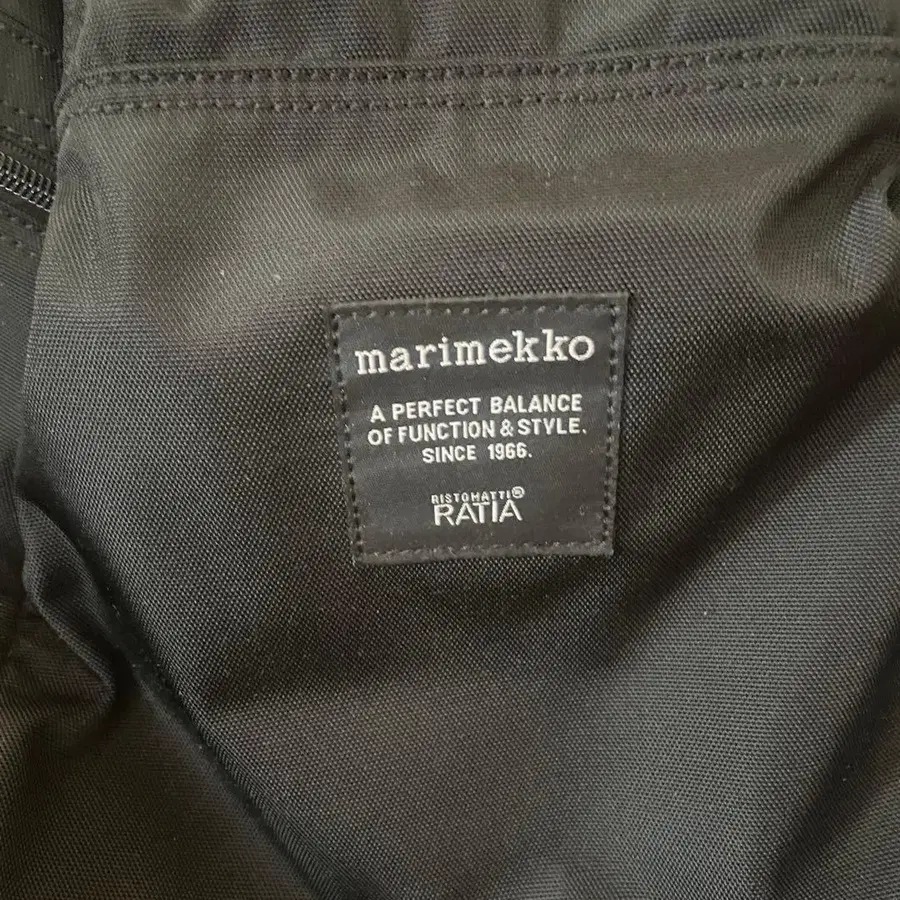 marimekko
A PERFECT BALANCE
OF FUNCTION & STYLE.
SINCE 1966.
RISTOMATTI®
RATIA